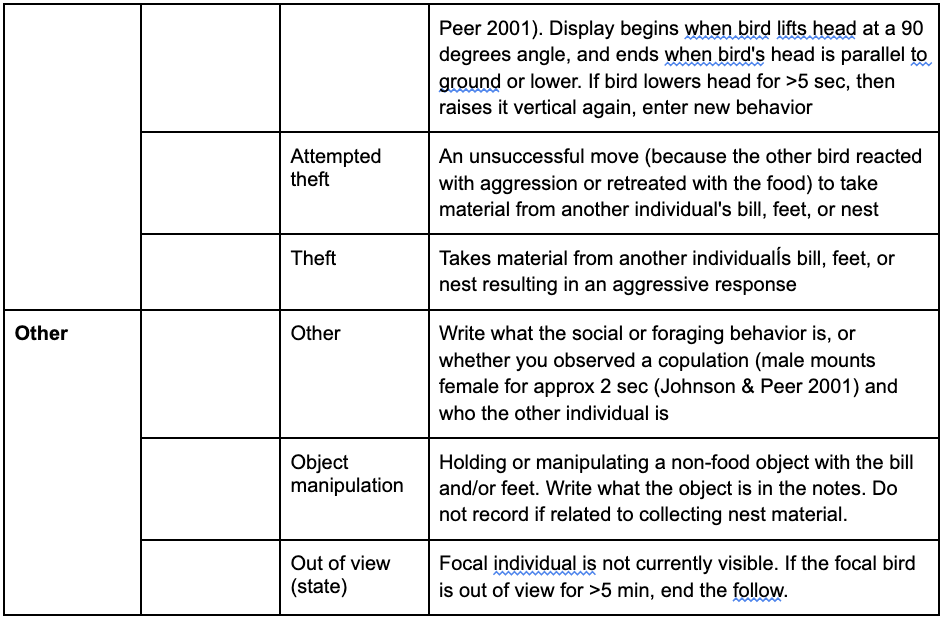 Peer 2001). Display begins when bird lifts head at a 90
degrees angle, and ends when bird's head is parallel to
ground or lower. If bird lowers head for >5 sec, then
raises it vertical again, enter new behavior
Attempted
theft
An unsuccessful move (because the other bird reacted
with aggression or retreated with the food) to take
material from another individual's bill, feet, or nest
Theft
Takes material from another individualÍs bill, feet, or
nest resulting in an aggressive response
Other
Other
Write what the social or foraging behavior is, or
whether you observed a copulation (male mounts
female for approx 2 sec (Johnson & Peer 2001) and
who the other individual is
Object
manipulation
Holding or manipulating a non-food object with the bill
and/or feet. Write what the object is in the notes. Do
not record if related to collecting nest material.
Out of view
(state)
Focal individual is not currently visible. If the focal bird
is out of view for >5 min, end the follow.